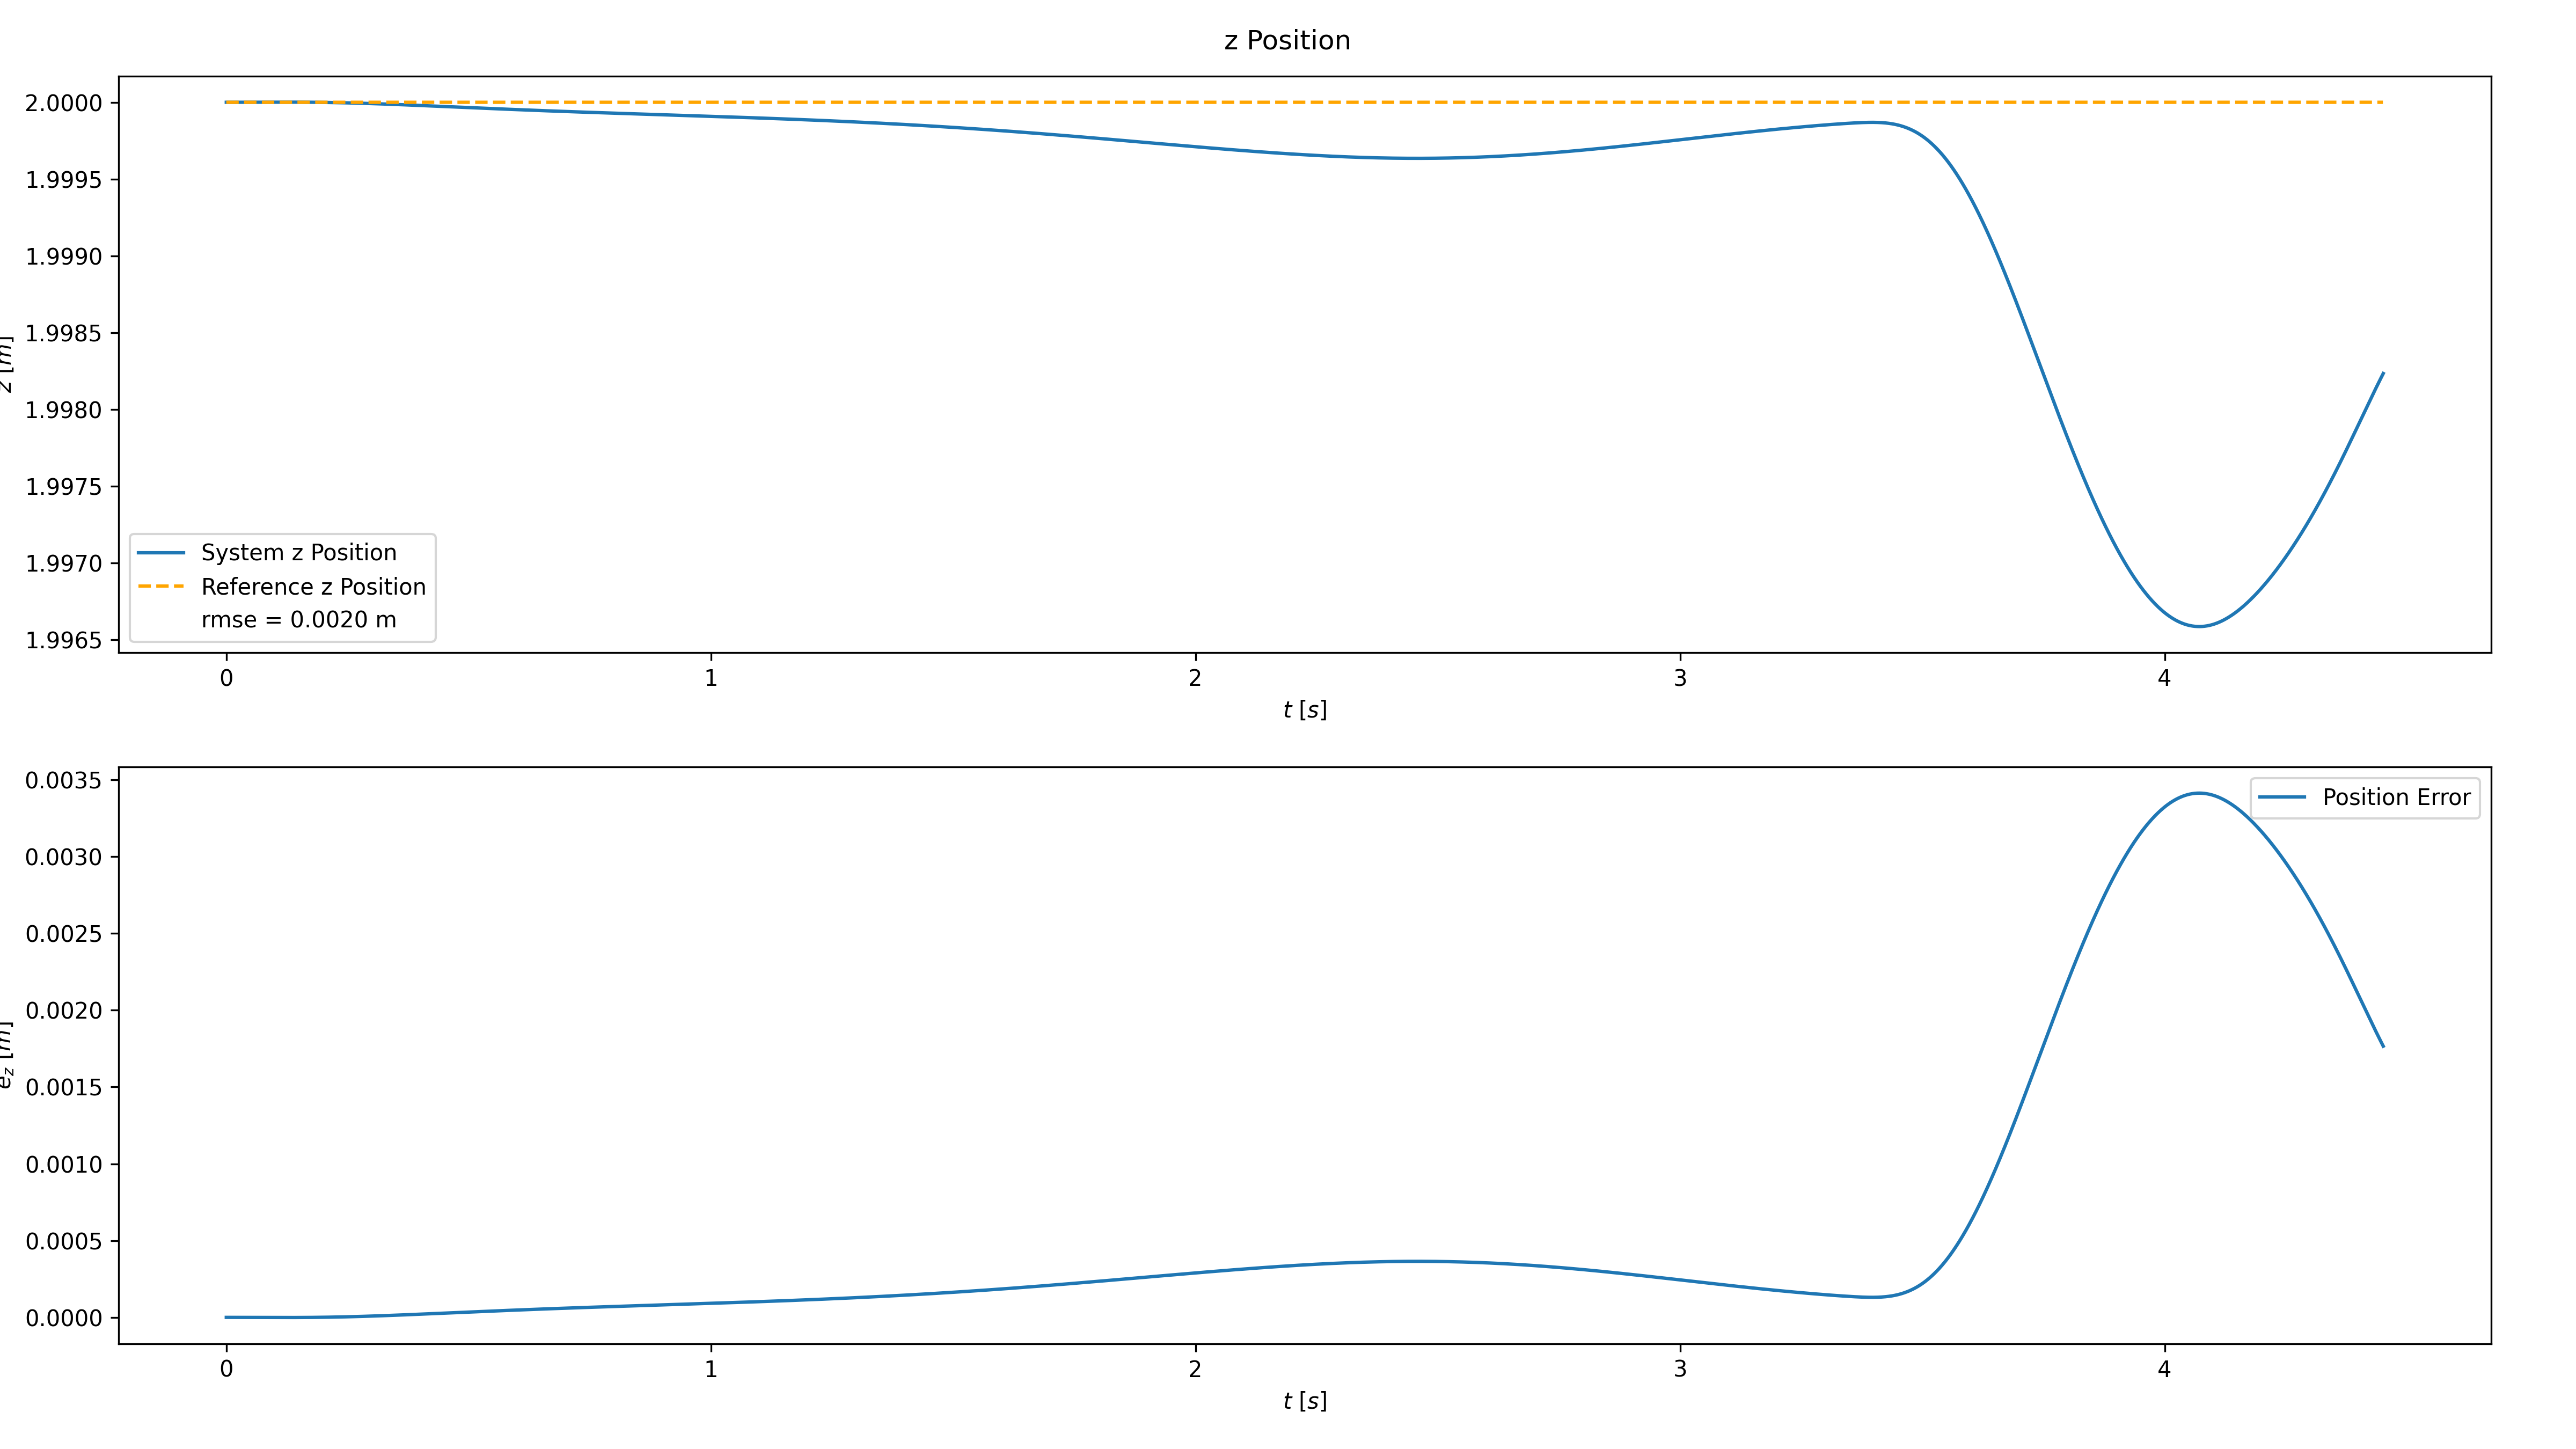 z Position
2.0000
1.9995
1.9990
1.9985
1.9980
1.9975
1.9970
1.9965
z [m]
System z Position
Reference z Position
rmse = 0.0020 m
0 1 2 3 4
t [s]
0.0035
0.0030
0.0025
0.0020
0.0015
0.0010
0.0005
0.0000
e_z [m]
Position Error
0 1 2 3 4
t [s]